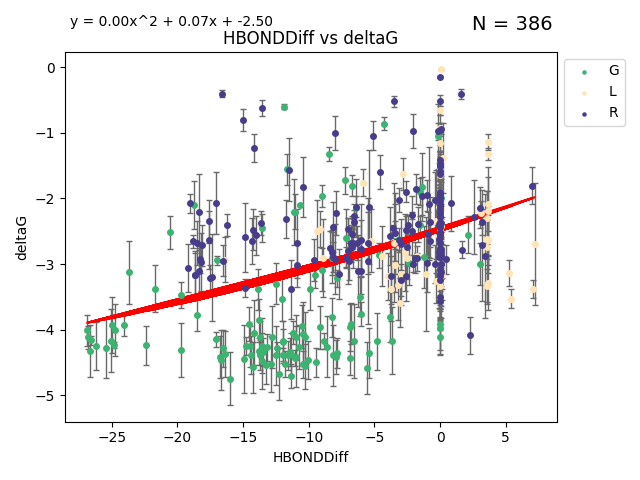 y = 0.00x^2 + 0.07x + -2.50
N = 386
HBONDDiff vs deltaG
G
L
R
0
−1
−2
−3
−4
−5
deltaG
−25
−20
−15
−10
−5
0
5
HBONDDiff